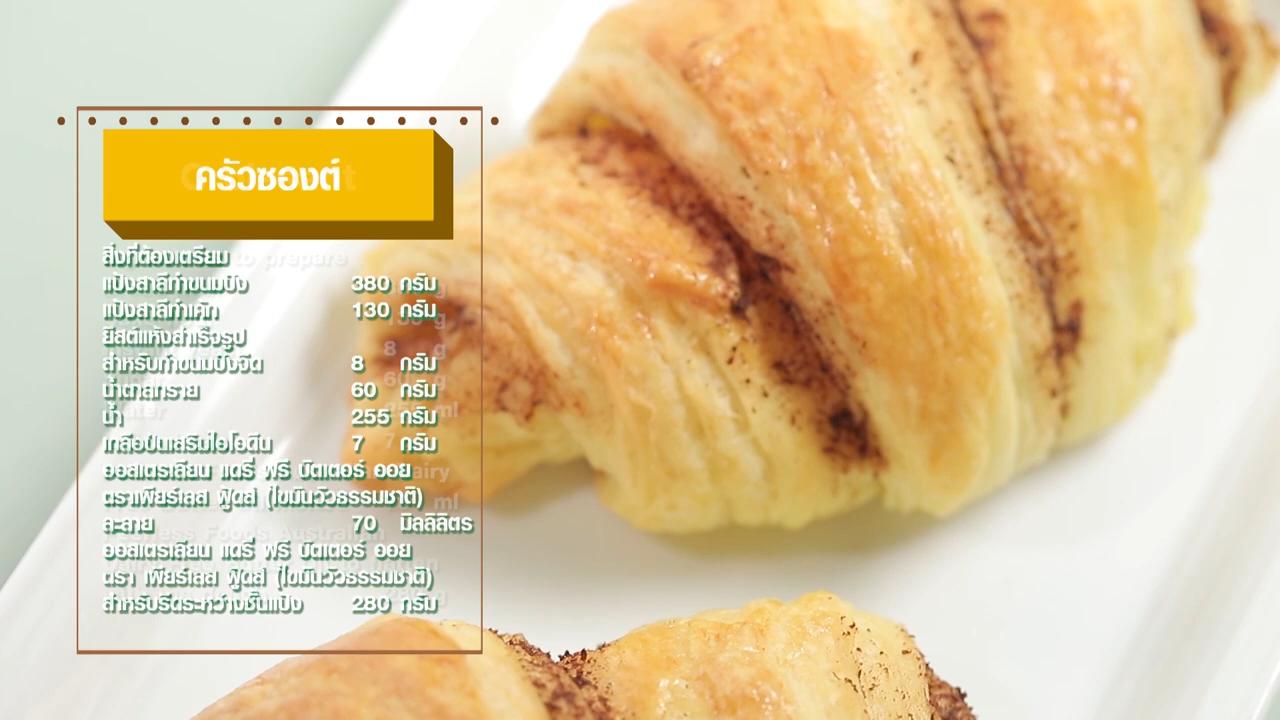 ครัวซองต์
สิ่งที่ต้องเตรียม
แป้งสาลีทำขนมปัง 380 กรัม
แป้งสาลีทำเค้ก 130 กรัม
ยีสต์แห้งสำเร็จรูป
สำหรับทำขนมปังจืด 8 กรัม
น้ำตาลทราย 60 กรัม
น้ำ 255 กรัม
เกลือป่นเสริมไอโอดีน 7 กรัม
ออสเตรเลียน แดรี่ ฟรี บัตเตอร์ ออย
ตราเพียร์เลส ฟู้ดส์ (ไขมันวัวธรรมชาติ)
ละลาย 70 มิลลิลิตร
ออสเตรเลียน แดรี่ ฟรี บัตเตอร์ ออย
ตรา เพียร์เลส ฟู้ดส์ (ไขมันวัวธรรมชาติ)
สำหรับรีดระหว่างชั้นแป้ง 280 กรัม